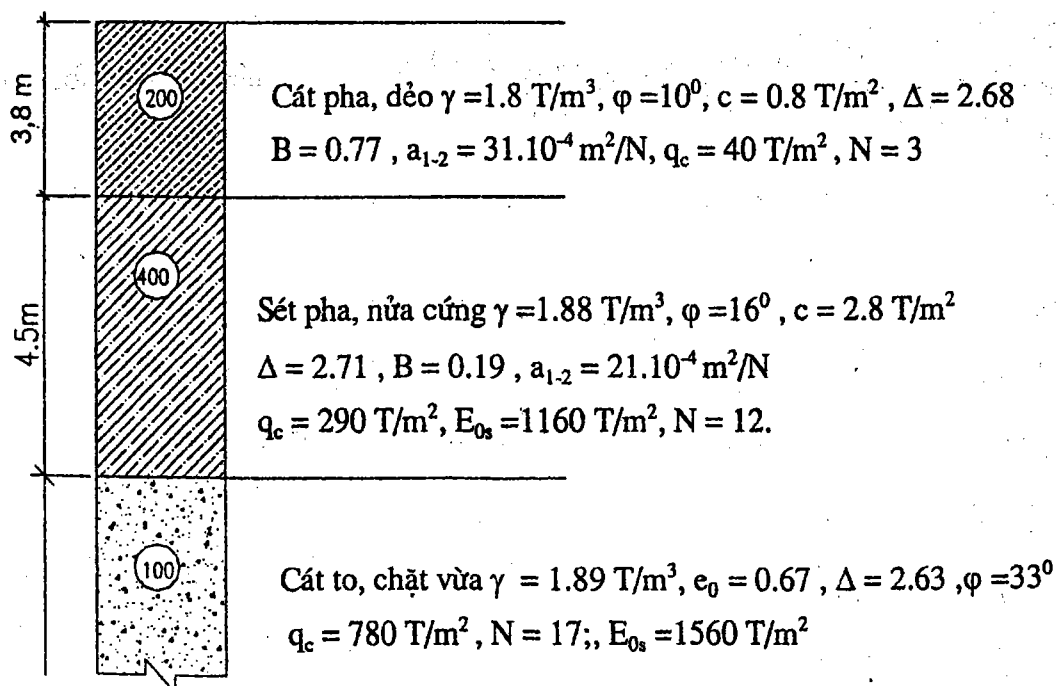 3,8 m
200
Cát pha, dẻo γ =1.8 T/m³, φ =10⁰, c = 0.8 T/m² , Δ = 2.68
B = 0.77 , a₁₋₂ = 31.10⁻⁴ m²/N, q꜀ = 40 T/m² , N = 3
4.5m
400
Sét pha, nửa cứng γ =1.88 T/m³, φ =16⁰ , c = 2.8 T/m²
Δ = 2.71 , B = 0.19 , a₁₋₂ = 21.10⁻⁴ m²/N
q꜀ = 290 T/m², E₀ₛ =1160 T/m², N = 12.
100
Cát to, chặt vừa γ = 1.89 T/m³, e₀ = 0.67 , Δ = 2.63 ,φ =33⁰
q꜀ = 780 T/m² , N = 17;, E₀ₛ =1560 T/m²